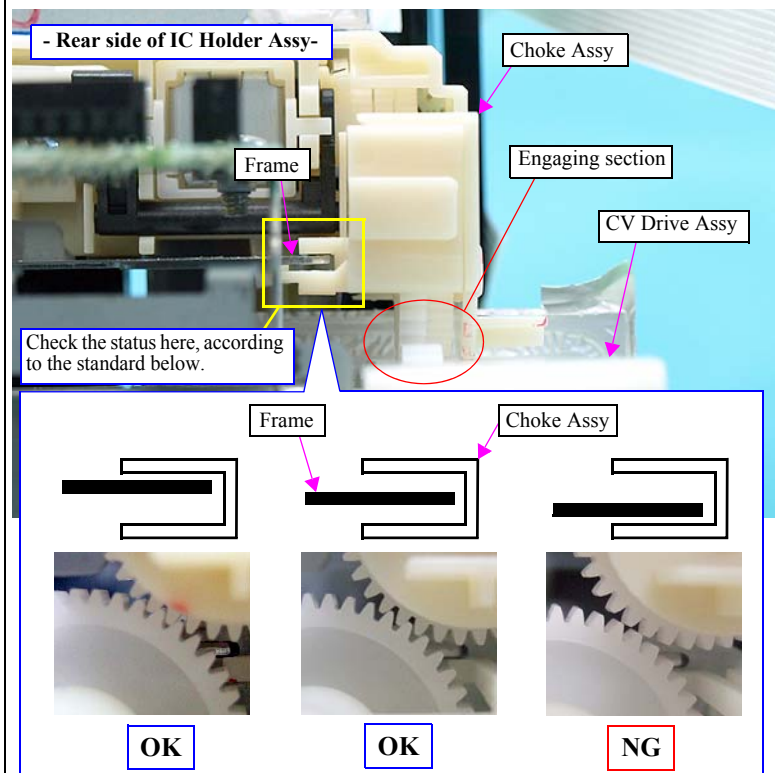 - Rear side of IC Holder Assy-
Choke Assy
Frame
Engaging section
CV Drive Assy
Check the status here, according
to the standard below.
Frame
Choke Assy
OK
OK
NG